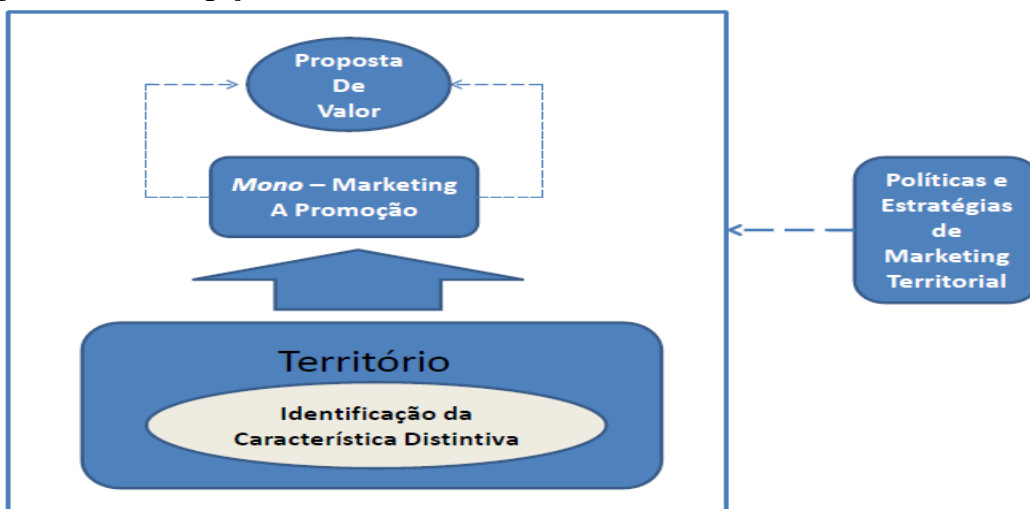 Proposta
De
Valor
Mono – Marketing
A Promoção
Políticas e
Estratégias
de
Marketing
Territorial
Território
Identificação da
Característica Distintiva